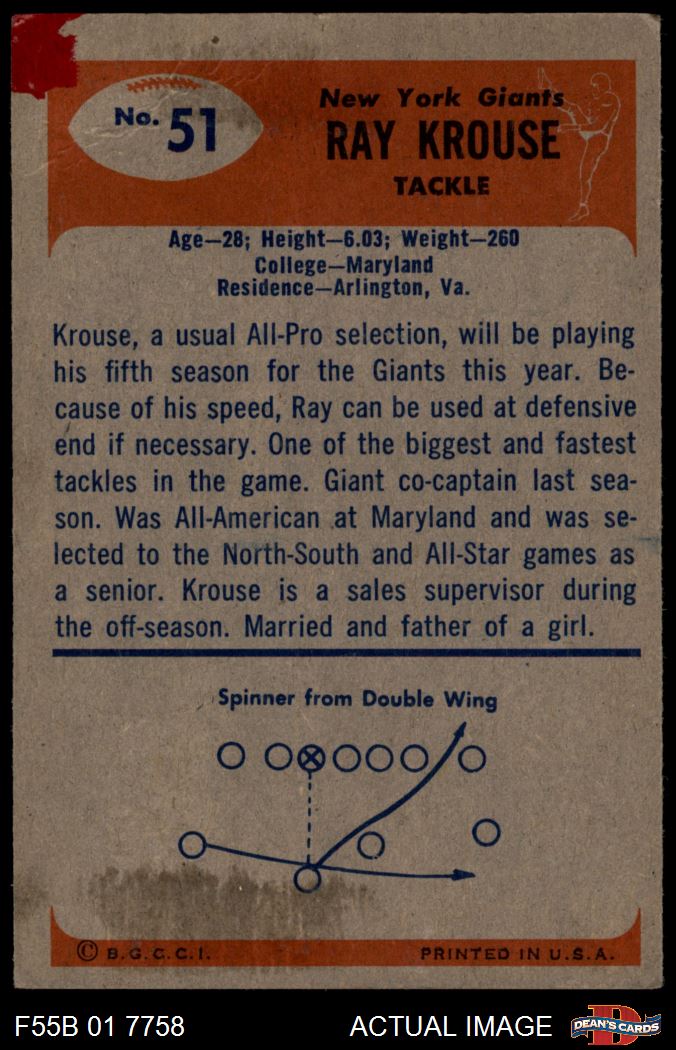 No. 51
New York Giants
RAY KROUSE
TACKLE
Age—28; Height—6.03; Weight—260
College—Maryland
Residence—Arlington, Va.
Krouse, a usual All-Pro selection, will be playing
his fifth season for the Giants this year. Be-
cause of his speed, Ray can be used at defensive
end if necessary. One of the biggest and fastest
tackles in the game. Giant co-captain last sea-
son. Was All-American at Maryland and was se-
lected to the North-South and All-Star games as
a senior. Krouse is a sales supervisor during
the off-season. Married and father of a girl.
Spinner from Double Wing
© B.G.C.C.I.
PRINTED IN U.S.A.
F55B 01 7758
ACTUAL IMAGE
D
DEAN'S CARDS